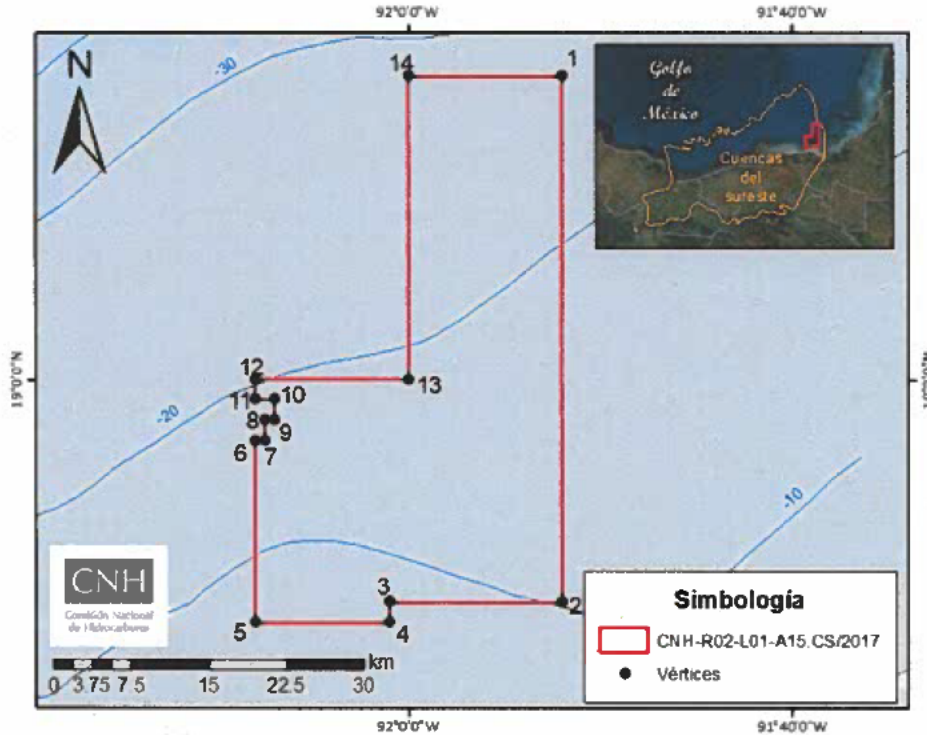 92°0'0"W 91°40'0"W
N
-30
14
1
Golfo
de
México
Cuencas
del
sureste
19°0'0"N
12
13
11
10
8
9
6
7
-20
-10
3
2
4
5
CNH
Comisión Nacional
de Hidrocarburos
km
0 3.75 7.5 15 22.5 30
Simbología
CNH-R02-L01-A15.CS/2017
Vértices
92°0'0"W 91°40'0"W